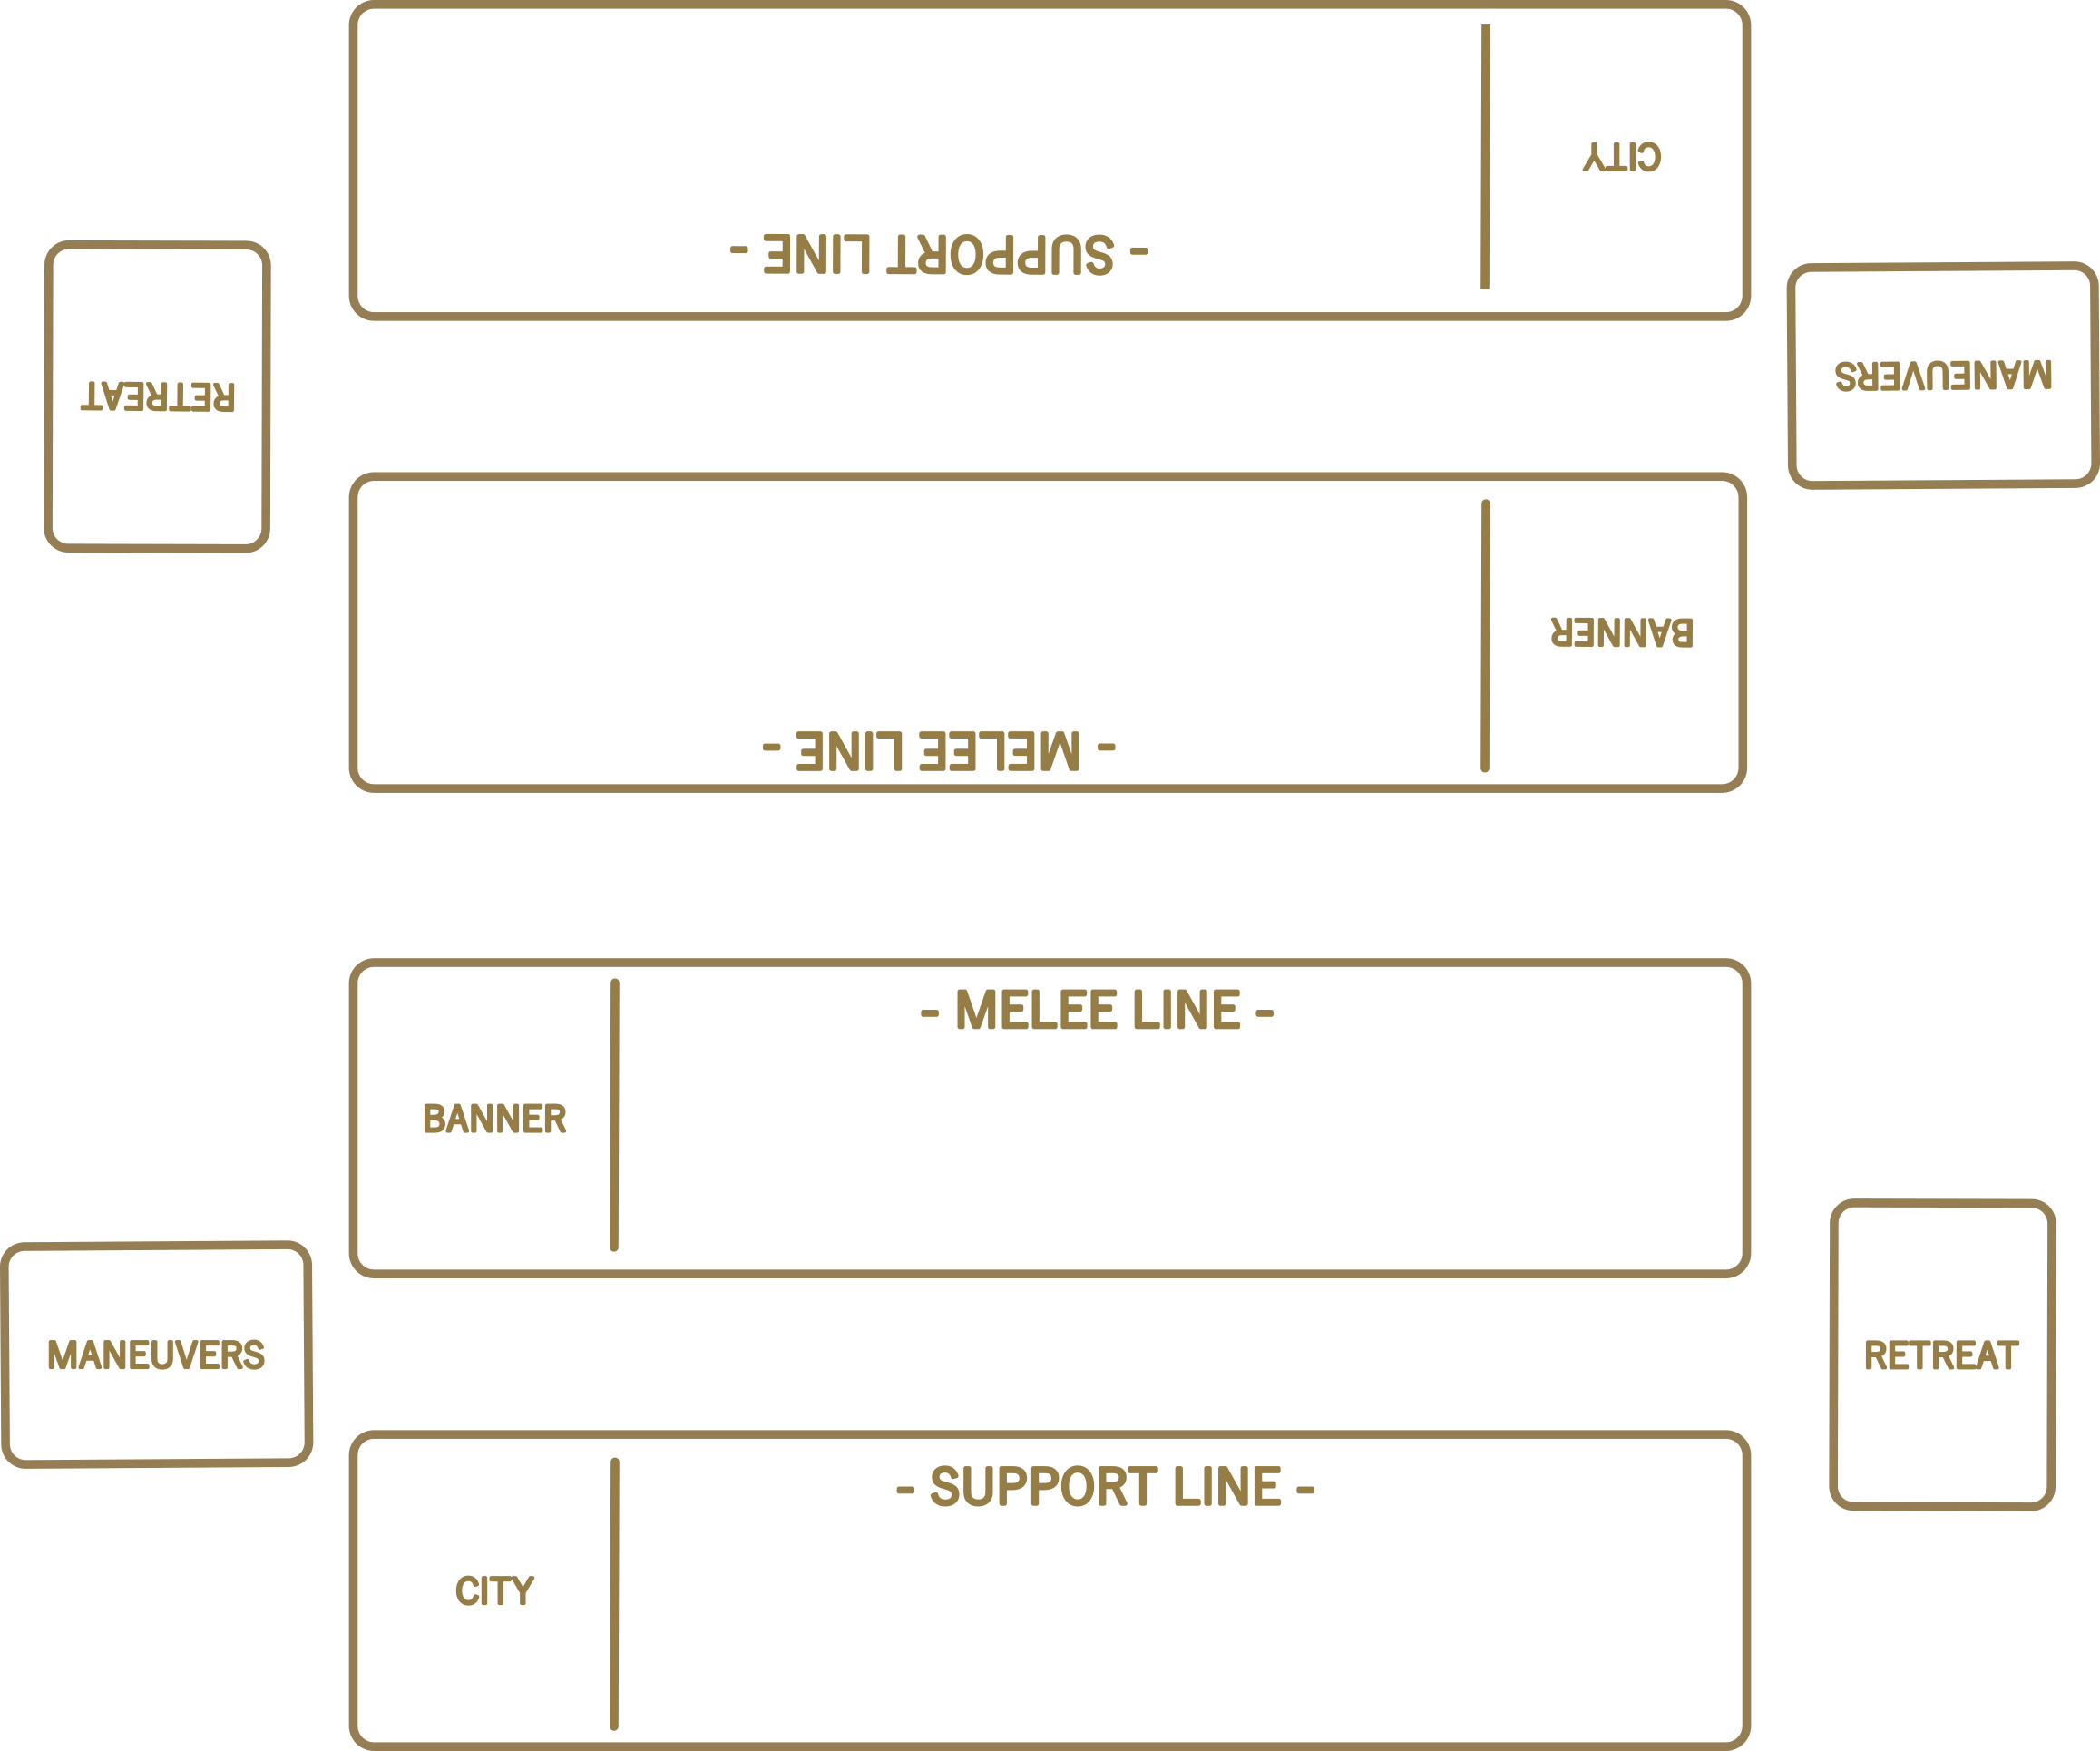 CITY
- SUPPORT LINE -
RETREAT
MANEUVERS
BANNER
- MELEE LINE -
- MELEE LINE -
BANNER
MANEUVERS
RETREAT
- SUPPORT LINE -
CITY